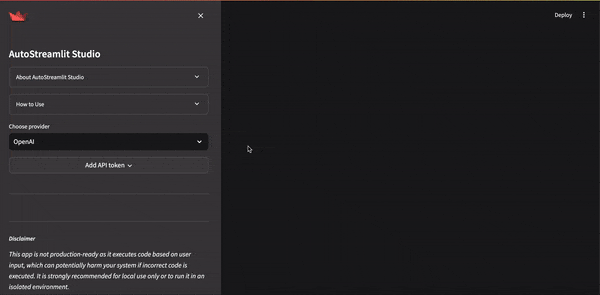 Deploy
AutoStreamlit Studio
About AutoStreamlit Studio
How to Use
Choose provider
OpenAI
Add API token
Disclaimer
This app is not production-ready as it executes code based on user
input, which can potentially harm your system if incorrect code is
executed. It is strongly recommended for local use only or to run it in an
isolated environment.